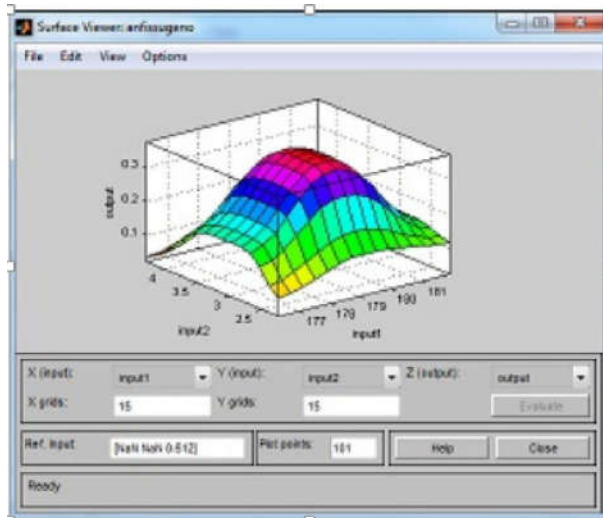 Surface Viewer: anfissugeno
File Edit View Options
0.3
0.2
0.1
output
4
3.5
3
2.5
input2
177
178
179
180
181
input1
X (input): input1 Y (input): input2 Z (output): output
X grids: 15 Y grids: 15 Evaluate
Ref. Input: [NaN NaN 0.512] Plot points: 101 Help Close
Ready